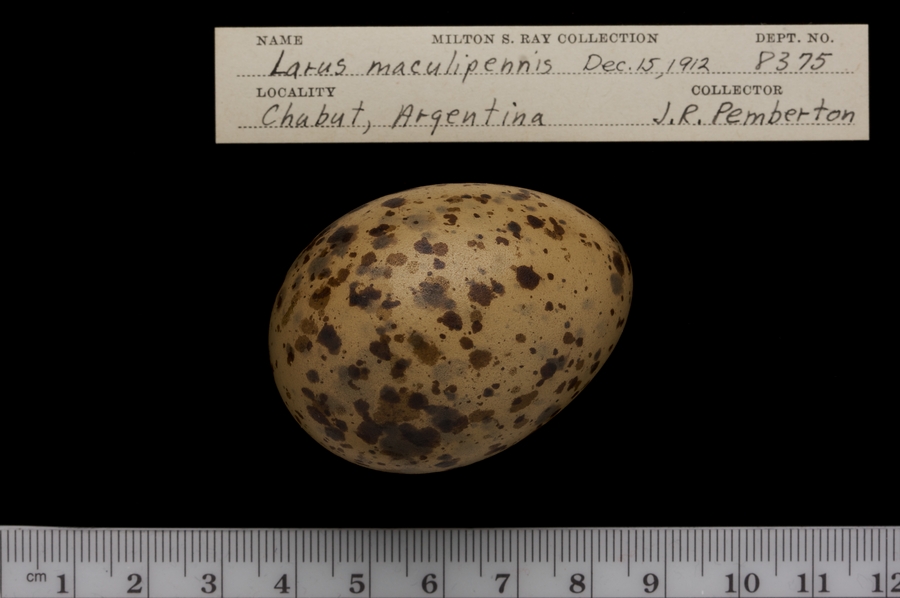 NAME MILTON S. RAY COLLECTION DEPT. NO.
Larus maculipennis Dec. 15, 1912 8375
LOCALITY COLLECTOR
Chubut, Argentina J.R. Pemberton
cm 1 2 3 4 5 6 7 8 9 10 11 12